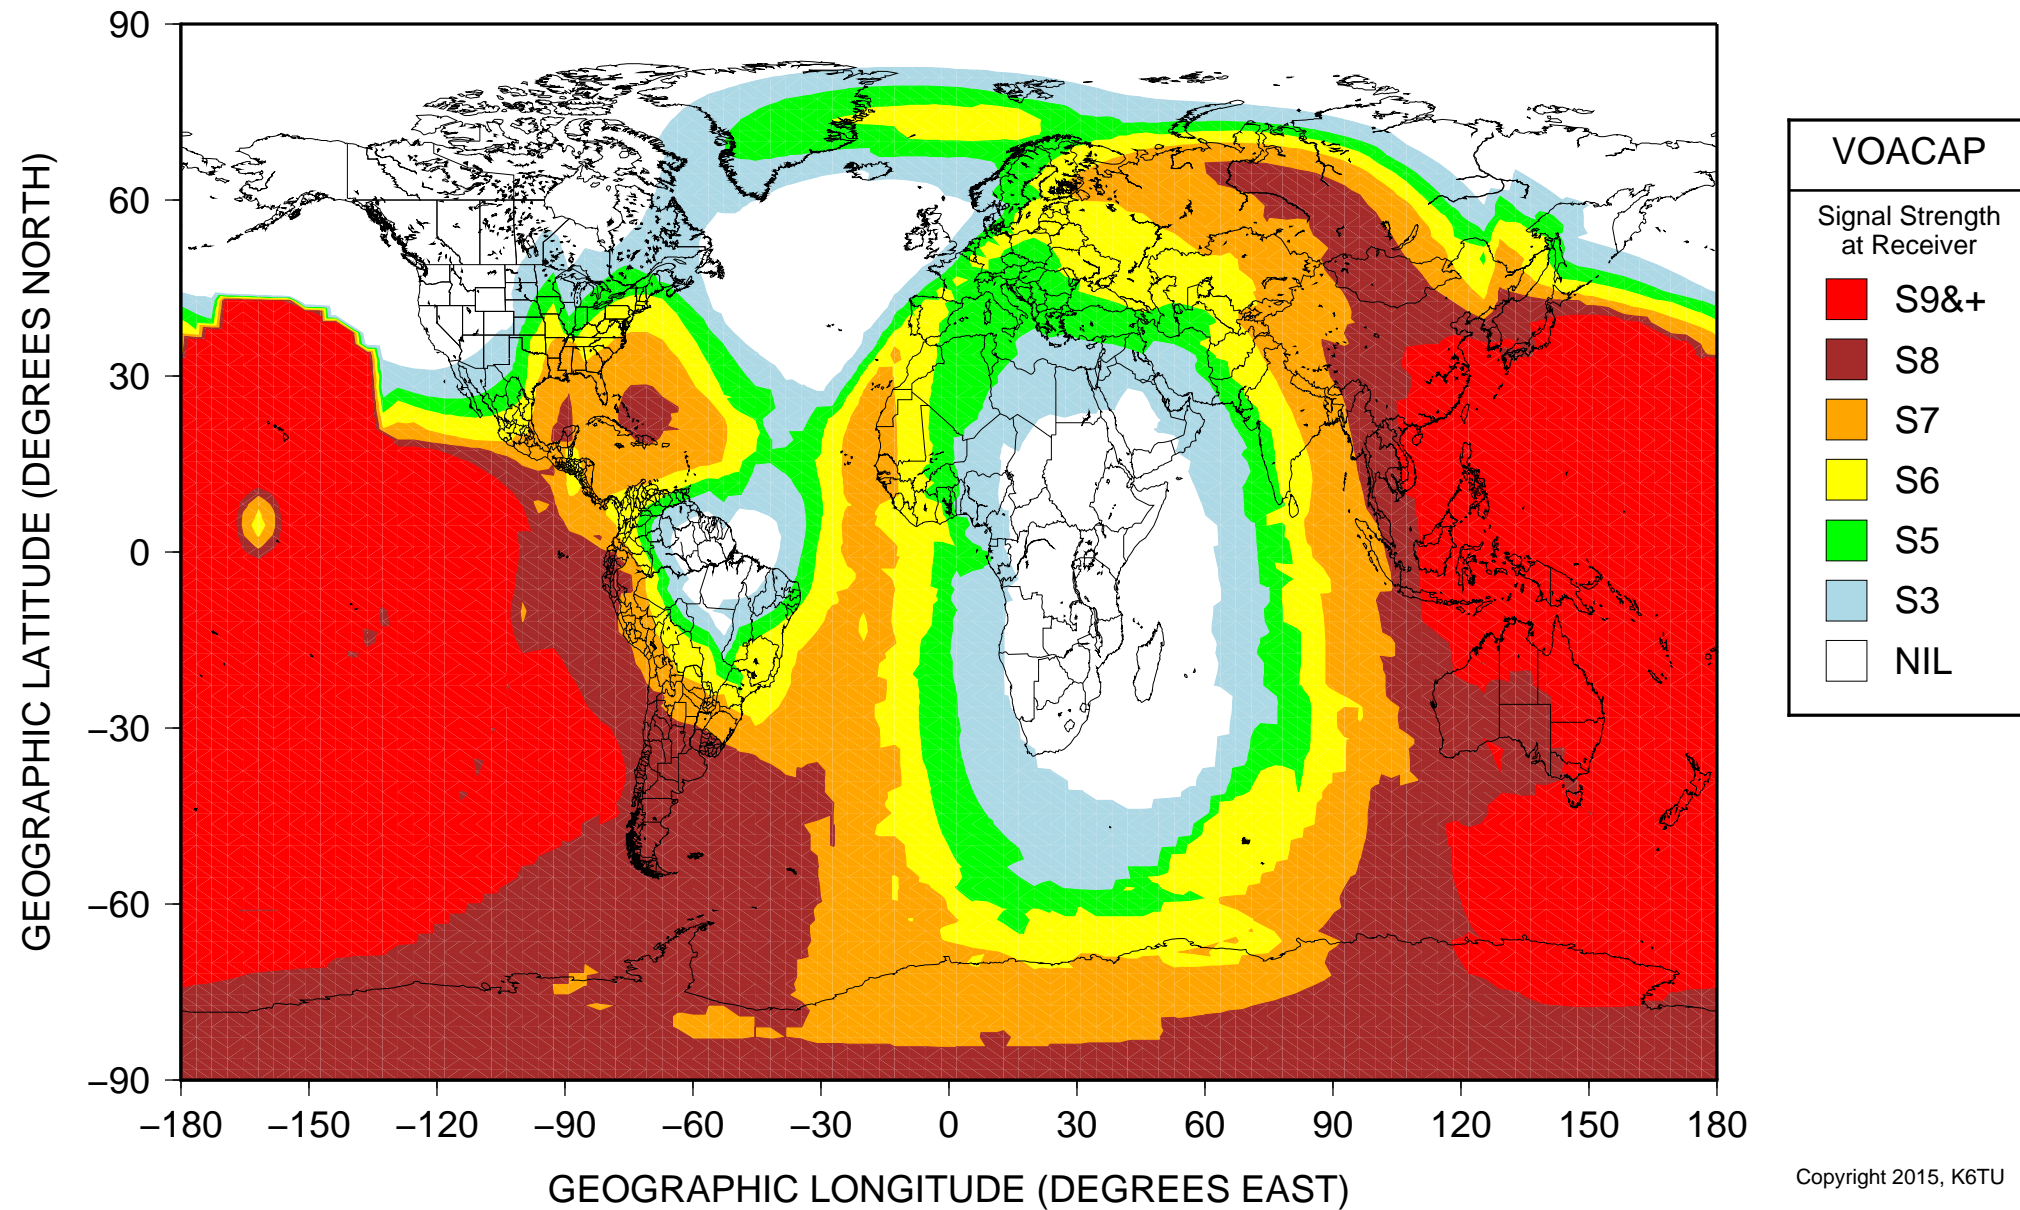 90
60
30
0
−30
−60
−90
GEOGRAPHIC LATITUDE (DEGREES NORTH)
−180 −150 −120 −90 −60 −30 0 30 60 90 120 150 180
GEOGRAPHIC LONGITUDE (DEGREES EAST)
VOACAP
Signal Strength
at Receiver
S9&+
S8
S7
S6
S5
S3
NIL
Copyright 2015, K6TU